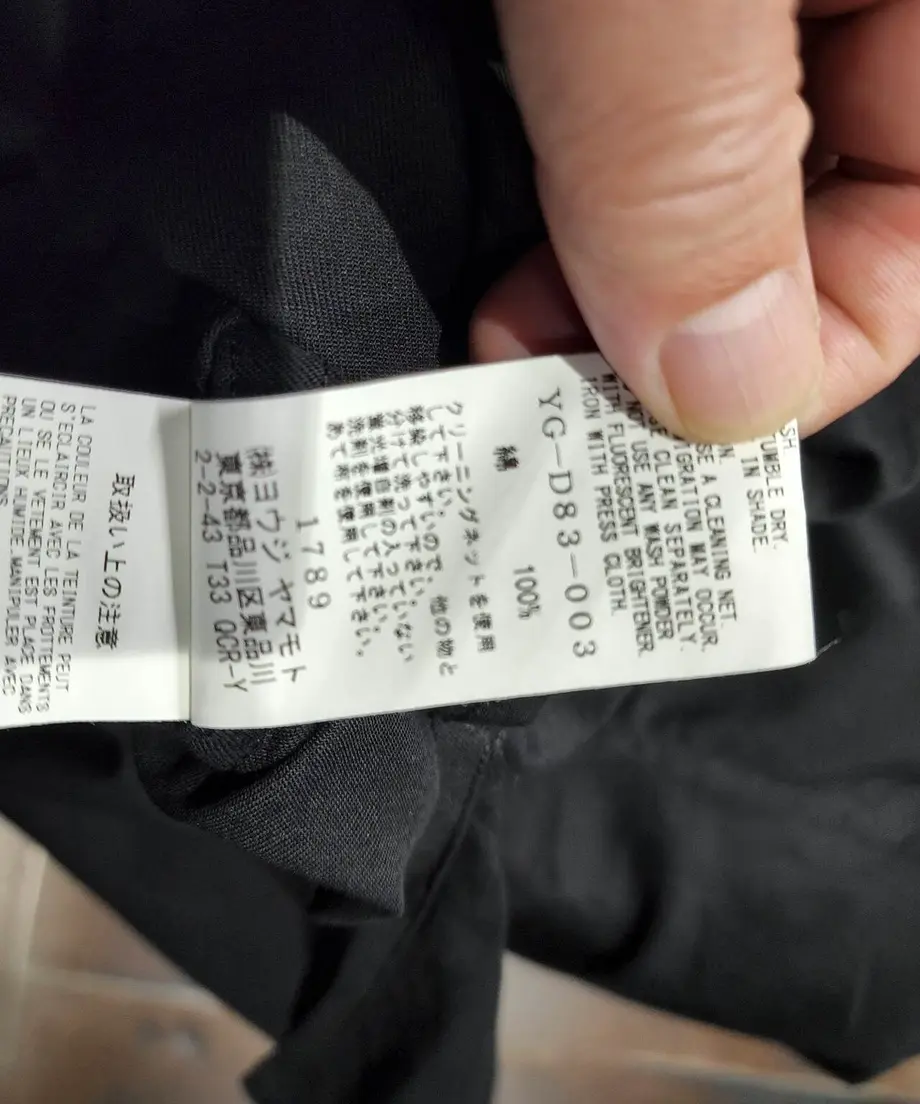 SH.
UMBLE DRY.
IN SHADE.
N.
SE A CLEANING NET.
IGRATION MAY OCCUR.
CLEAN SEPARATELY.
NOT USE ANY WASH POWDER
WITH FLUORESCENT BRIGHTENER.
IRON WITH PRESS CLOTH.
YG—D83—003
綿 100%
クリーニングネットを使用
して下さい。
移染しやすいので、 他の物と
分けて洗って下さい。
蛍光増白剤の入っていない
洗剤を使用して下さい。
あて布を使用して下さい。
1789
㈱ヨウジ ヤマモト
東京都品川区東品川
2-2-43 T33 QCR-Y
取扱い上の注意
LA COULEUR DE LA TEINTURE PEUT
S'ECLAIRCIR AVEC LES FROTTEMENTS
OU SE LE VETEMENT EST PLACE DANS
UN LIEUX HUMIDE.MANIPULER AVEC
PRECAUTIONS.